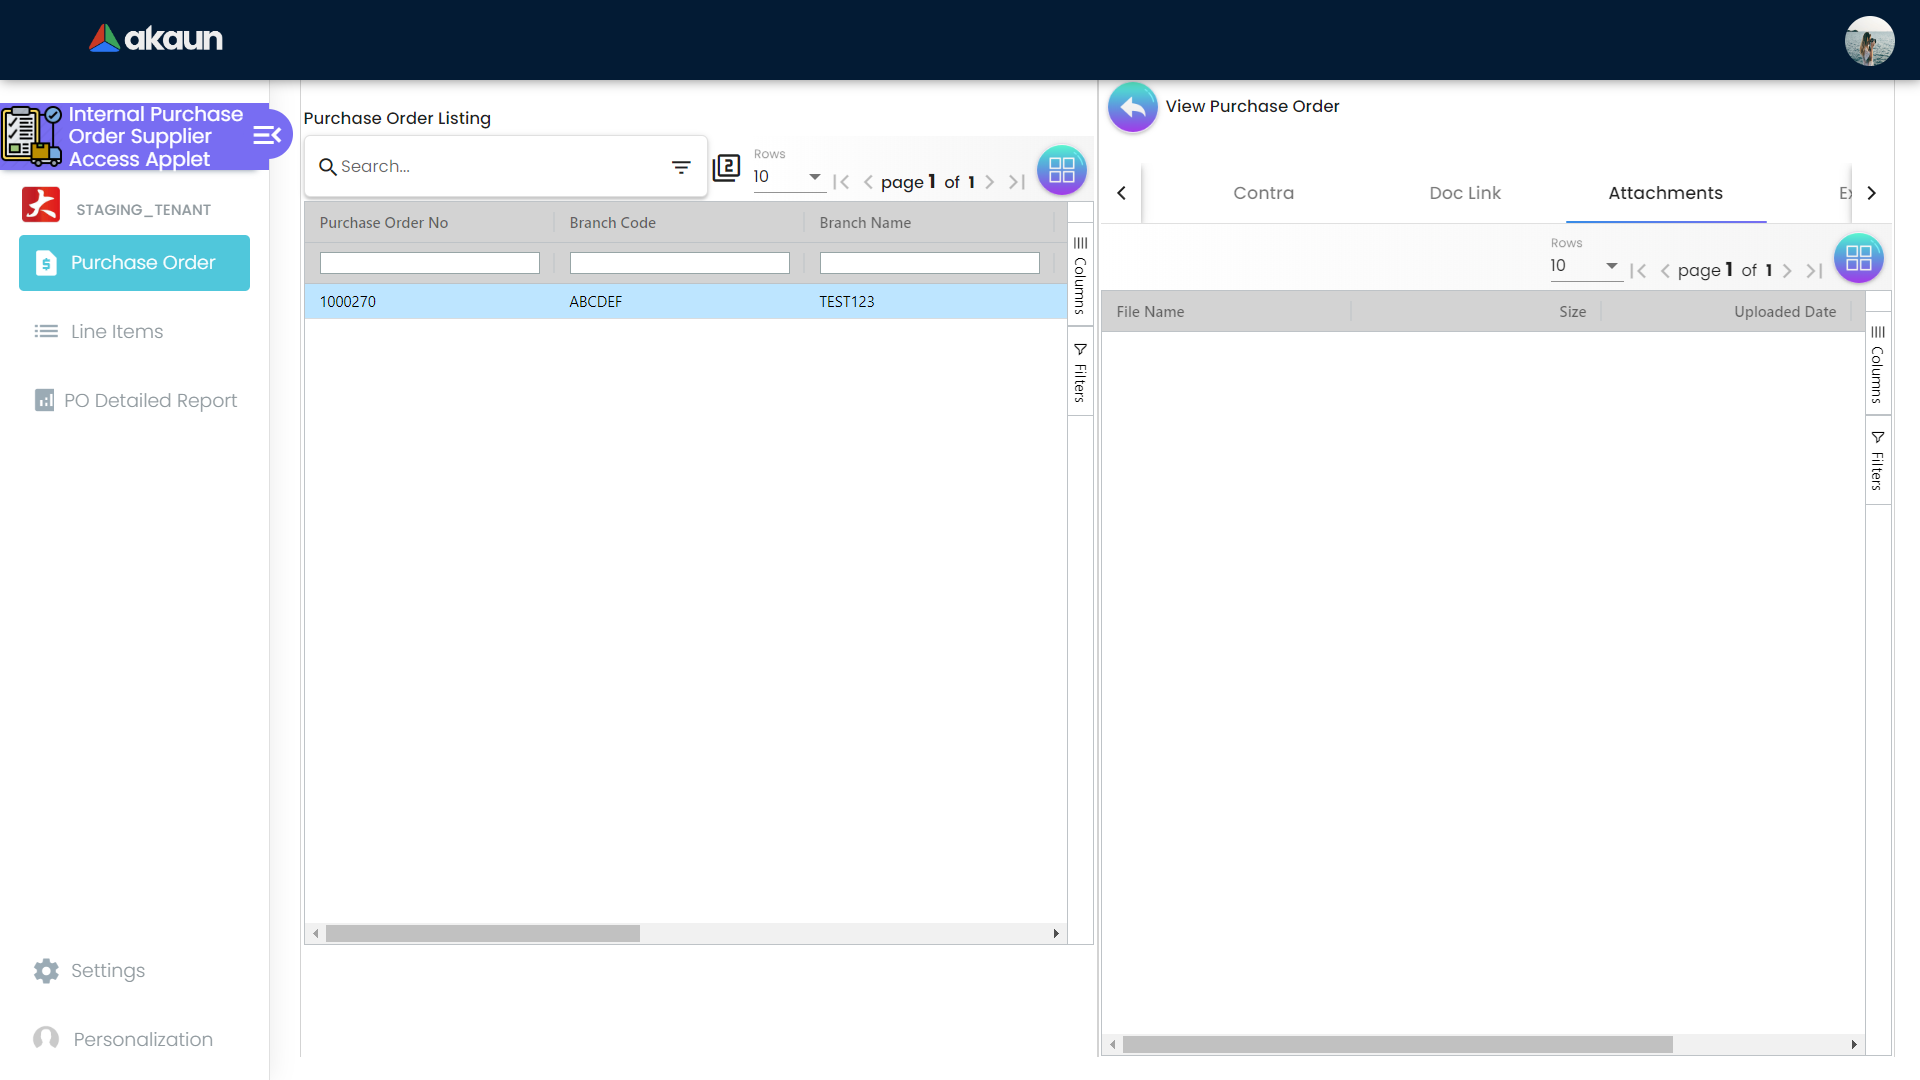 akaun
Internal Purchase
Order Supplier
Access Applet
STAGING_TENANT
Purchase Order
Line Items
PO Detailed Report
Settings
Personalization
Purchase Order Listing
Search...
2
Rows
10
page 1 of 1
Purchase Order No Branch Code Branch Name
1000270 ABCDEF TEST123
Columns
Filters
View Purchase Order
Contra Doc Link Attachments
Rows
10
page 1 of 1
File Name Size Uploaded Date
Columns
Filters